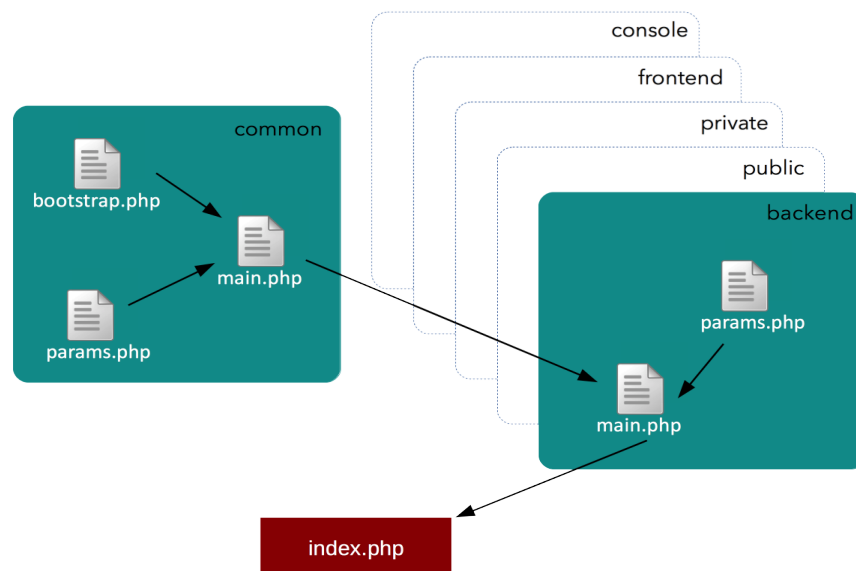 console
frontend
private
public
backend
common
bootstrap.php
main.php
params.php
params.php
main.php
index.php